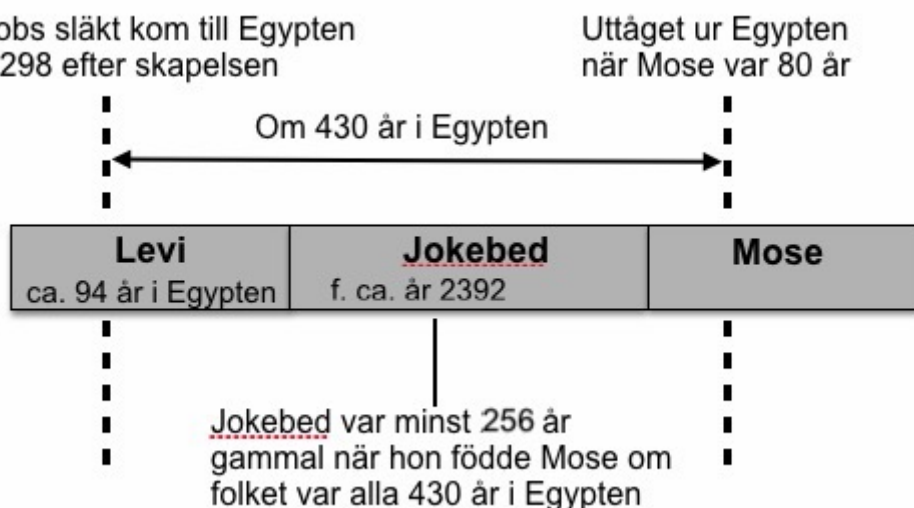 obs släkt kom till Egypten
298 efter skapelsen
Uttåget ur Egypten
när Mose var 80 år
Om 430 år i Egypten
Levi
ca. 94 år i Egypten
Jokebed
f. ca. år 2392
Mose
Jokebed var minst 256 år
gammal när hon födde Mose om
folket var alla 430 år i Egypten